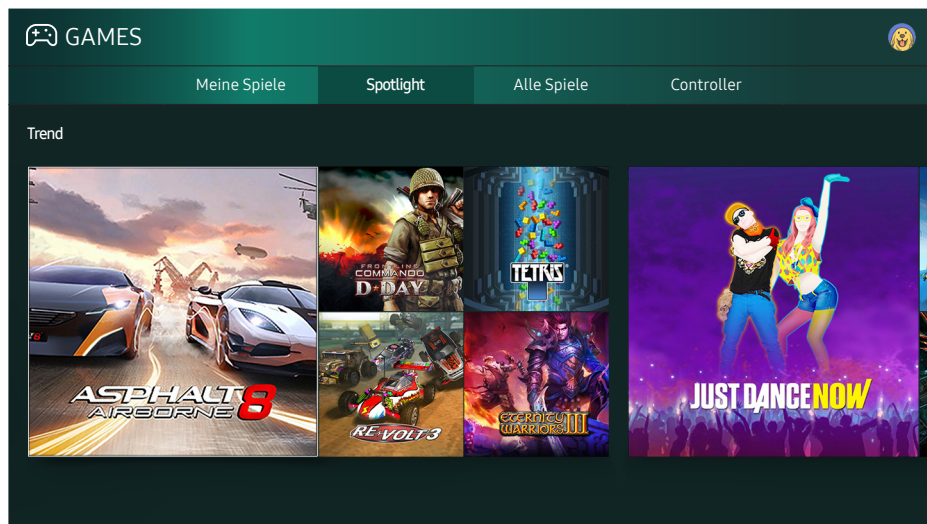 GAMES
Meine Spiele
Spotlight
Alle Spiele
Controller
Trend
ASPHALT 8
AIRBORNE
FRONTLINE
COMMANDO
D★DAY
TETRIS
RE-VOLT 3
ETERNITY
WARRIORS III
JUST DANCE NOW